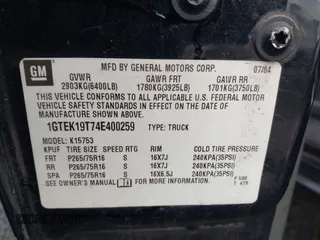 GM
MFD BY GENERAL MOTORS CORP. 07/04
GVWR GAWR FRT GAWR RR
2903KG(6400LB) 1780KG(3925LB) 1701KG(3750LB)
THIS VEHICLE CONFORMS TO ALL APPLICABLE U.S. FEDERAL MOTOR
VEHICLE SAFETY STANDARDS IN EFFECT ON THE DATE OF
MANUFACTURE SHOWN ABOVE.
1GTEK19T74E400259 TYPE: TRUCK
MODEL: K15753
KPUF TIRE SIZE SPEED RTG RIM COLD TIRE PRESSURE
FRT P265/75R16 S 16X7J 240KPA(35PSI)
RR P265/75R16 S 16X7J 240KPA(35PSI)
SPA P265/75R16 S 16X6.5J 240KPA(35PSI)
SEE OWNER'S MANUAL FOR MORE INFORMATION.